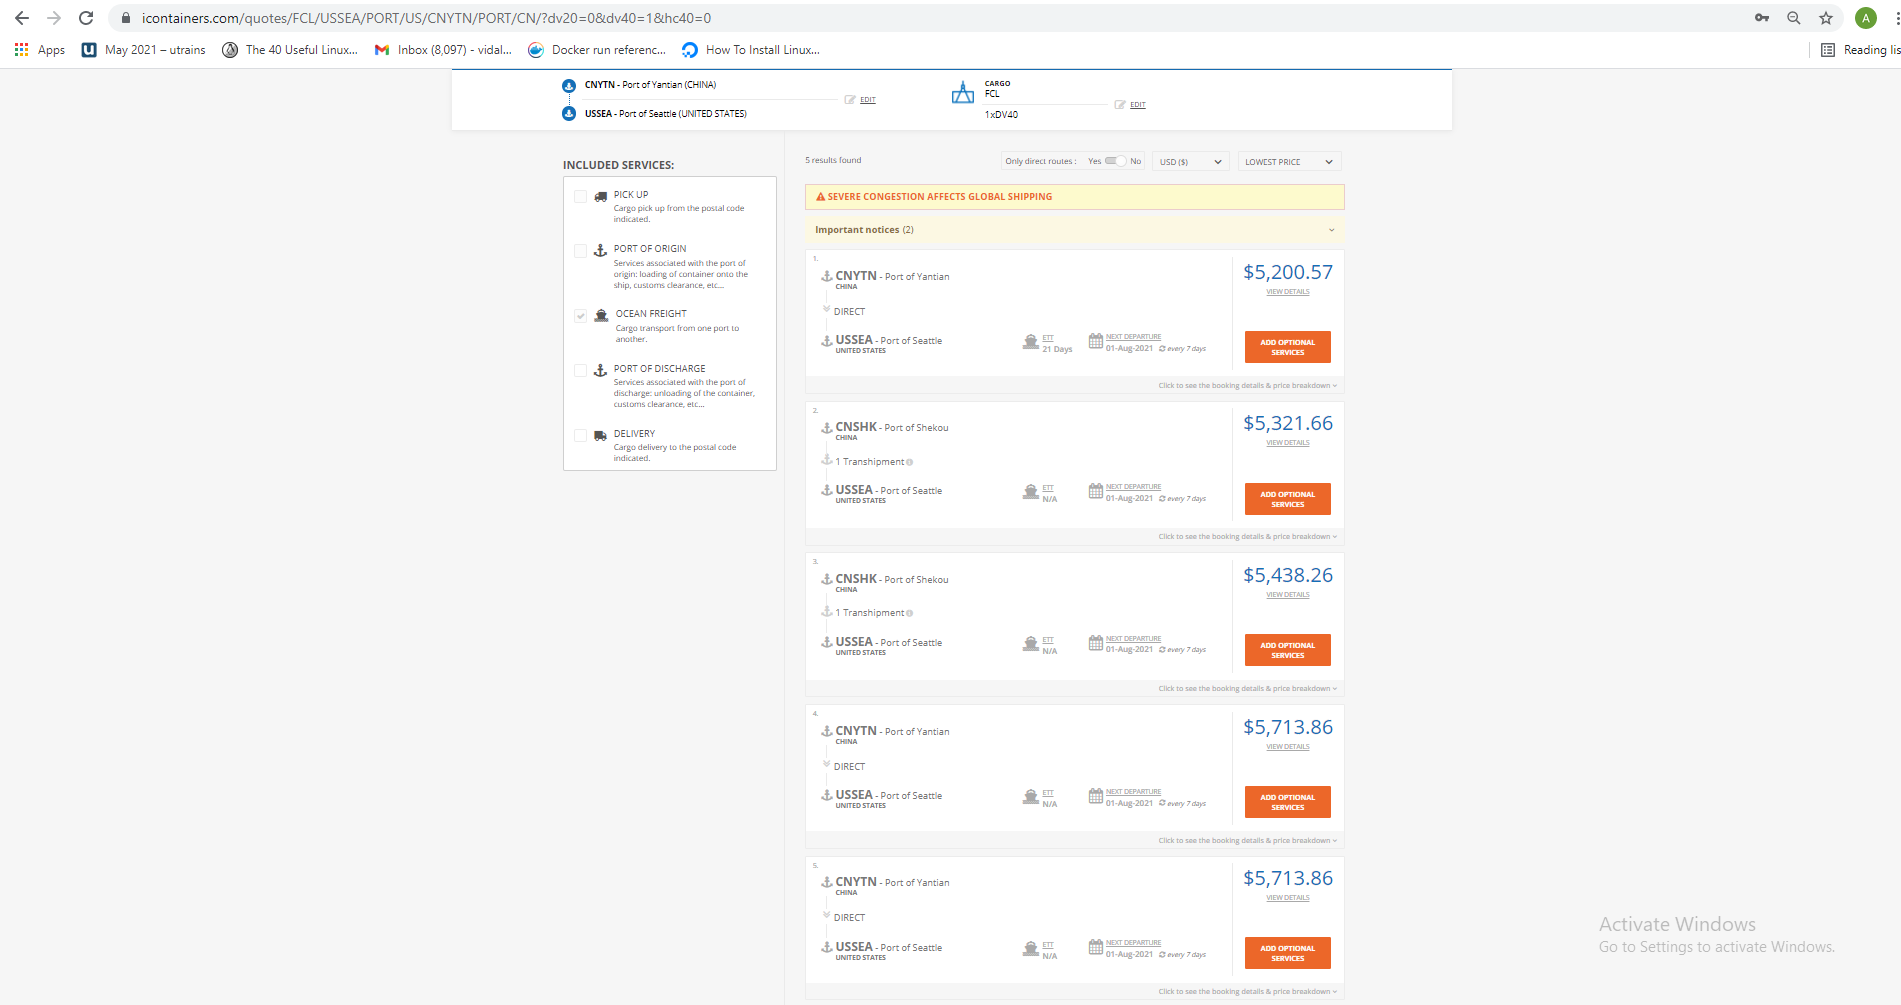 icontainers.com/quotes/FCL/USSEA/PORT/US/CNYTN/PORT/CN/?dv20=0&dv40=1&hc40=0
A
Apps
May 2021 – utrains
The 40 Useful Linux...
Inbox (8,097) - vidal...
Docker run referenc...
How To Install Linux...
Reading lis
CNYTN - Port of Yantian (CHINA)
EDIT
USSEA - Port of Seattle (UNITED STATES)
CARGO
FCL
EDIT
1xDV40
INCLUDED SERVICES:
PICK UP
Cargo pick up from the postal code
indicated.
PORT OF ORIGIN
Services associated with the port of
origin: loading of container onto the
ship, customs clearance, etc...
OCEAN FREIGHT
Cargo transport from one port to
another.
PORT OF DISCHARGE
Services associated with the port of
discharge: unloading of the container,
customs clearance, etc...
DELIVERY
Cargo delivery to the postal code
indicated.
5 results found
Only direct routes : Yes No
USD ($)
LOWEST PRICE
SEVERE CONGESTION AFFECTS GLOBAL SHIPPING
Important notices (2)
1.
CNYTN - Port of Yantian
CHINA
DIRECT
USSEA - Port of Seattle
UNITED STATES
ETT
21 Days
NEXT DEPARTURE
01-Aug-2021 every 7 days
$5,200.57
VIEW DETAILS
ADD OPTIONAL
SERVICES
Click to see the booking details & price breakdown
2.
CNSHK - Port of Shekou
CHINA
1 Transhipment
USSEA - Port of Seattle
UNITED STATES
ETT
N/A
NEXT DEPARTURE
01-Aug-2021 every 7 days
$5,321.66
VIEW DETAILS
ADD OPTIONAL
SERVICES
Click to see the booking details & price breakdown
3.
CNSHK - Port of Shekou
CHINA
1 Transhipment
USSEA - Port of Seattle
UNITED STATES
ETT
N/A
NEXT DEPARTURE
01-Aug-2021 every 7 days
$5,438.26
VIEW DETAILS
ADD OPTIONAL
SERVICES
Click to see the booking details & price breakdown
4.
CNYTN - Port of Yantian
CHINA
DIRECT
USSEA - Port of Seattle
UNITED STATES
ETT
N/A
NEXT DEPARTURE
01-Aug-2021 every 7 days
$5,713.86
VIEW DETAILS
ADD OPTIONAL
SERVICES
Click to see the booking details & price breakdown
5.
CNYTN - Port of Yantian
CHINA
DIRECT
USSEA - Port of Seattle
UNITED STATES
ETT
N/A
NEXT DEPARTURE
01-Aug-2021 every 7 days
$5,713.86
VIEW DETAILS
ADD OPTIONAL
SERVICES
Click to see the booking details & price breakdown
Activate Windows
Go to Settings to activate Windows.